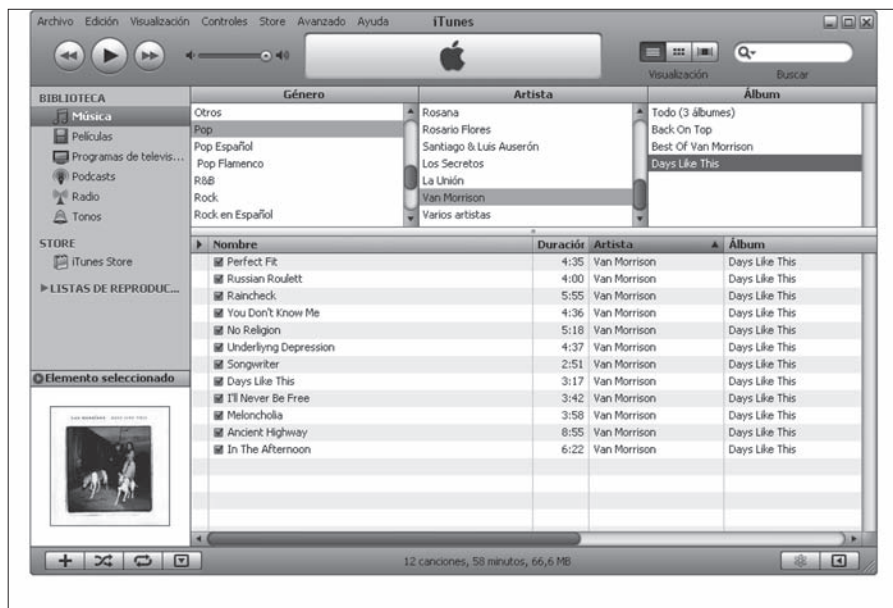 Archivo Edición Visualización Controles Store Avanzado Ayuda iTunes
Visualización Buscar
BIBLIOTECA
Música
Películas
Programas de televis...
Podcasts
Radio
Tonos
STORE
iTunes Store
LISTAS DE REPRODUC...
Elemento seleccionado
Género
Otros
Pop
Pop Español
Pop Flamenco
R&B
Rock
Rock en Español
Artista
Rosana
Rosario Flores
Santiago & Luis Auserón
Los Secretos
La Unión
Van Morrison
Varios artistas
Álbum
Todo (3 álbumes)
Back On Top
Best Of Van Morrison
Days Like This
Nombre Duraciór Artista Álbum
Perfect Fit 4:35 Van Morrison Days Like This
Russian Roulett 4:00 Van Morrison Days Like This
Raincheck 5:55 Van Morrison Days Like This
You Don't Know Me 4:36 Van Morrison Days Like This
No Religion 5:18 Van Morrison Days Like This
Underliyng Depression 4:37 Van Morrison Days Like This
Songwriter 2:51 Van Morrison Days Like This
Days Like This 3:17 Van Morrison Days Like This
I'll Never Be Free 3:42 Van Morrison Days Like This
Meloncholia 3:58 Van Morrison Days Like This
Ancient Highway 8:55 Van Morrison Days Like This
In The Afternoon 6:22 Van Morrison Days Like This
12 canciones, 58 minutos, 66,6 MB